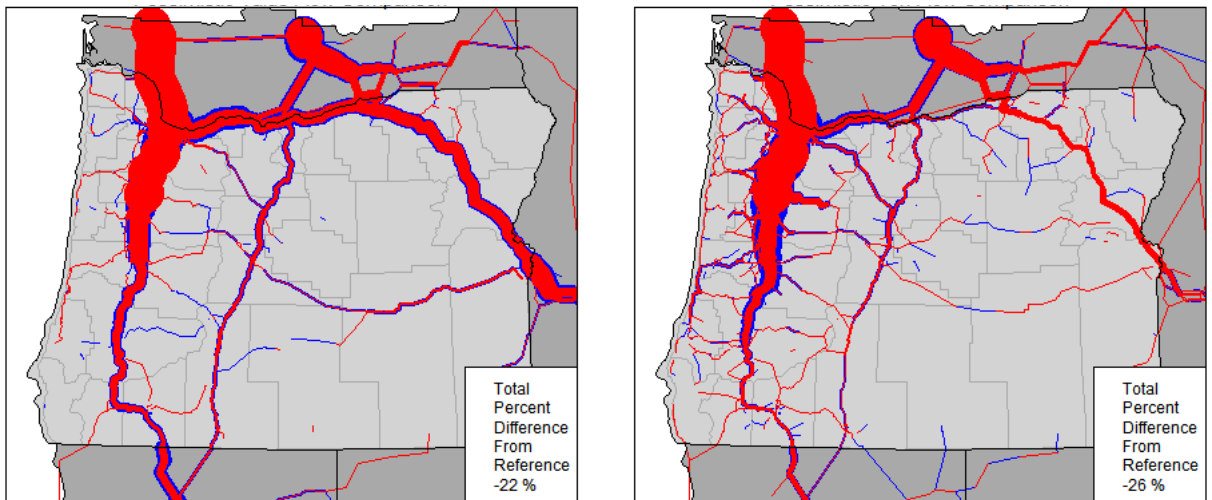 Total
Percent
Difference
From
Reference
-22 %
Total
Percent
Difference
From
Reference
-26 %